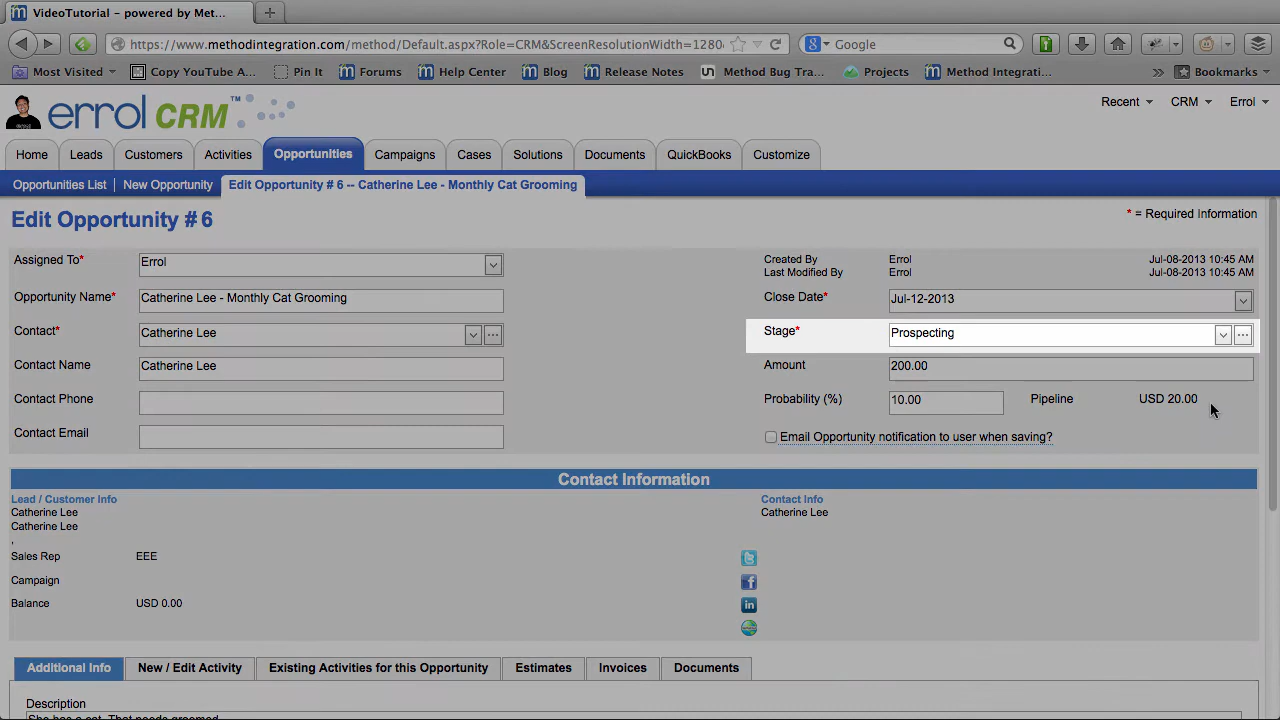 VideoTutorial - powered by Met...
https://www.methodintegration.com/method/Default.aspx?Role=CRM&ScreenResolutionWidth=1280
Google
Most Visited
Copy YouTube A...
Pin It
Forums
Help Center
Blog
Release Notes
Method Bug Tra...
Projects
Method Integrati...
Bookmarks
errol CRM™
Recent
CRM
Errol
Home
Leads
Customers
Activities
Opportunities
Campaigns
Cases
Solutions
Documents
QuickBooks
Customize
Opportunities List
New Opportunity
Edit Opportunity # 6 -- Catherine Lee - Monthly Cat Grooming
Edit Opportunity # 6
* = Required Information
Assigned To*
Errol
Created By
Errol
Jul-08-2013 10:45 AM
Last Modified By
Errol
Jul-08-2013 10:45 AM
Opportunity Name*
Catherine Lee - Monthly Cat Grooming
Close Date*
Jul-12-2013
Contact*
Catherine Lee
Stage*
Prospecting
Contact Name
Catherine Lee
Amount
200.00
Contact Phone
Probability (%)
10.00
Pipeline
USD 20.00
Contact Email
Email Opportunity notification to user when saving?
Contact Information
Lead / Customer Info
Contact Info
Catherine Lee
Catherine Lee
Catherine Lee
,
Sales Rep
EEE
Campaign
Balance
USD 0.00
Additional Info
New / Edit Activity
Existing Activities for this Opportunity
Estimates
Invoices
Documents
Description
She has a cat. That needs groomed.